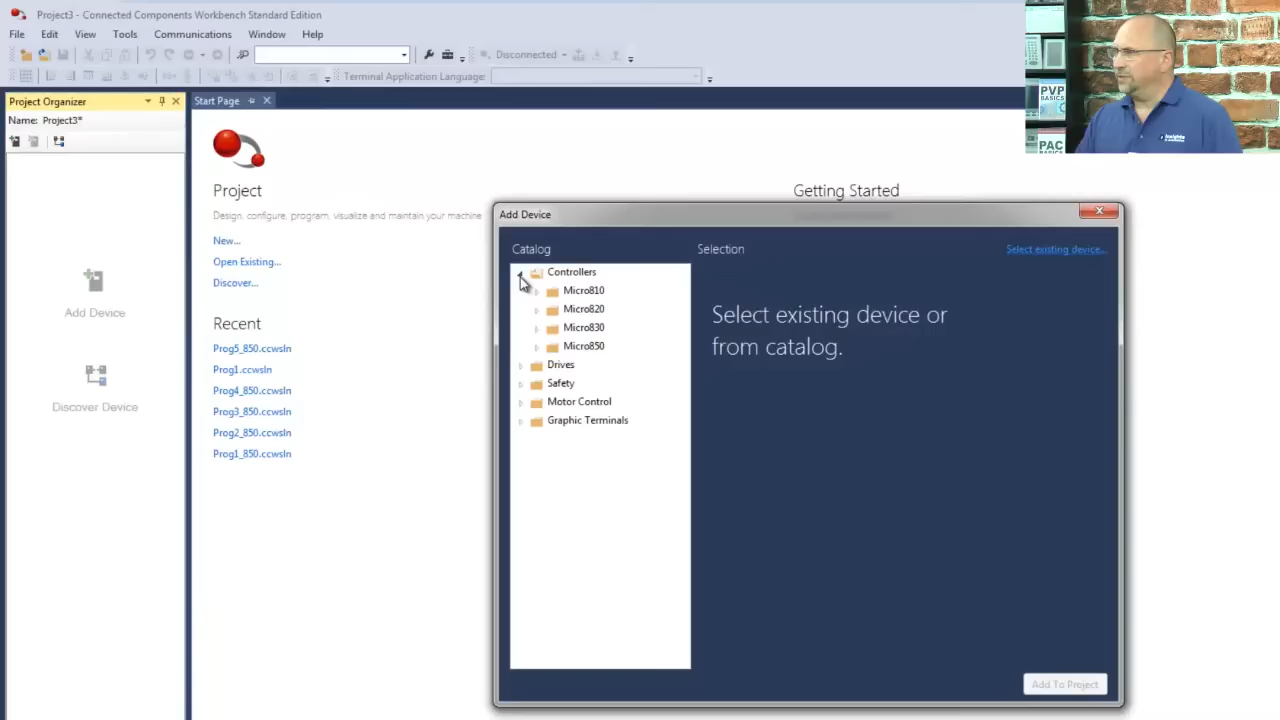 Project3 - Connected Components Workbench Standard Edition
File Edit View Tools Communications Window Help
Disconnected
Terminal Application Language:
Project Organizer
Name: Project3*
Add Device
Discover Device
Start Page
Project
Design, configure, program, visualize and maintain your machine
New...
Open Existing...
Discover...
Recent
Prog5_850.ccwsln
Prog1.ccwsln
Prog4_850.ccwsln
Prog3_850.ccwsln
Prog2_850.ccwsln
Prog1_850.ccwsln
Getting Started
Add Device
Catalog
Controllers
Micro810
Micro820
Micro830
Micro850
Drives
Safety
Motor Control
Graphic Terminals
Selection
Select existing device...
Select existing device or
from catalog.
Add To Project
PVP
BASICS
PAC
BASICS
insights